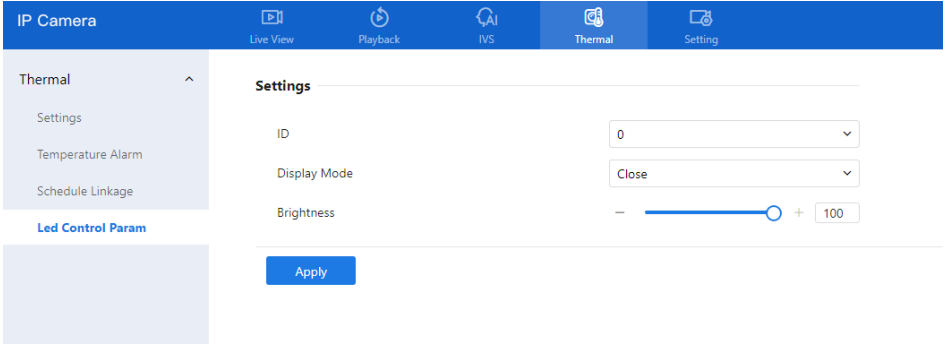 IP Camera
Live View
Playback
AI
IVS
Thermal
Setting
Thermal
Settings
Temperature Alarm
Schedule Linkage
Led Control Param
Settings
ID 0
Display Mode Close
Brightness − + 100
Apply